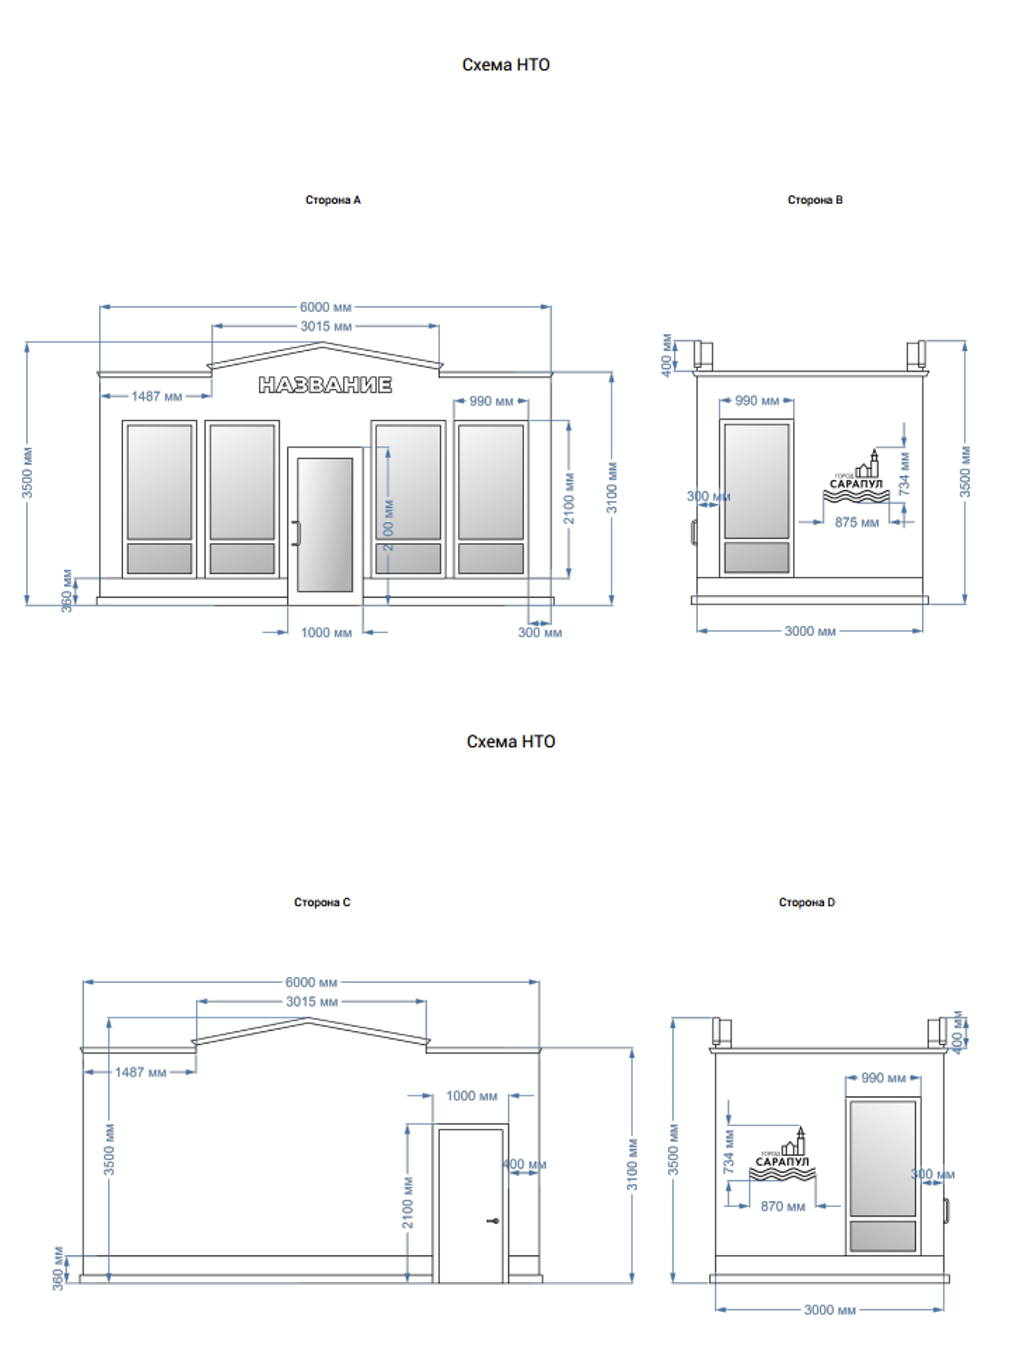 Схема НТО
Сторона А
Сторона В
6000 мм
3015 мм
400 мм
НАЗВАНИЕ
1487 мм
990 мм
990 мм
3500 мм
2100 мм
3100 мм
300 мм
ГОРОД
САРАПУЛ
734 мм
875 мм
3500 мм
360 мм
1000 мм
300 мм
3000 мм
Схема НТО
Сторона С
Сторона D
6000 мм
3015 мм
400 мм
1487 мм
1000 мм
990 мм
3500 мм
400 мм
2100 мм
3100 мм
3500 мм
734 мм
ГОРОД
САРАПУЛ
870 мм
300 мм
360 мм
3000 мм